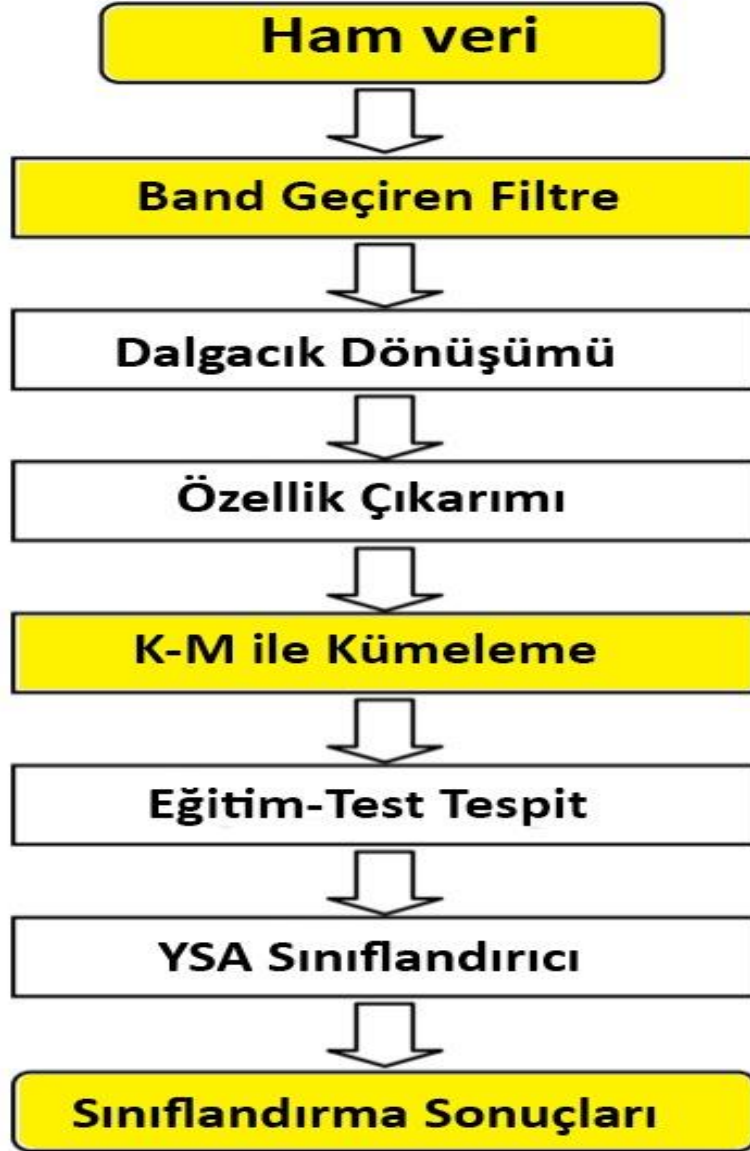 Ham veri
Band Geçiren Filtre
Dalgacık Dönüşümü
Özellik Çıkarımı
K-M ile Kümeleme
Eğitim-Test Tespit
YSA Sınıflandırıcı
Sınıflandırma Sonuçları